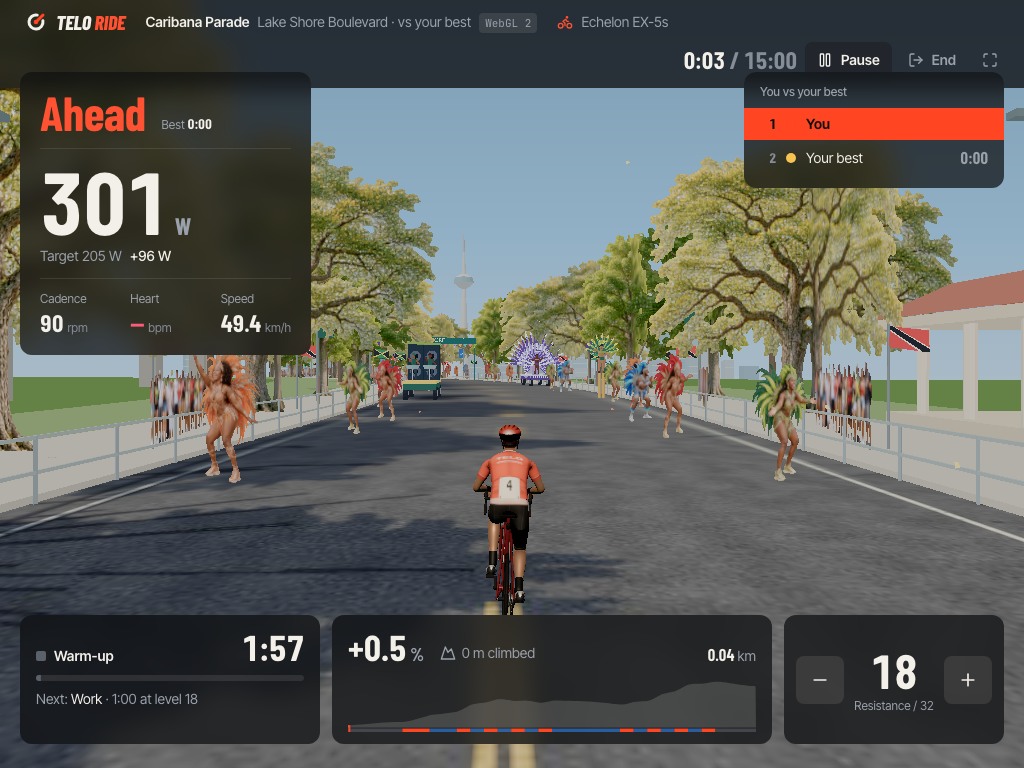 TELO RIDE Caribana Parade Lake Shore Boulevard · vs your best WebGL 2 Echelon EX-5s
0:03 / 15:00 Pause End
Ahead Best 0:00
301 W
Target 205 W +96 W
Cadence Heart Speed
90 rpm — bpm 49.4 km/h
You vs your best
1 You
2 Your best 0:00
4
Warm-up 1:57
Next: Work · 1:00 at level 18
+0.5 % 0 m climbed 0.04 km
− 18 +
Resistance / 32